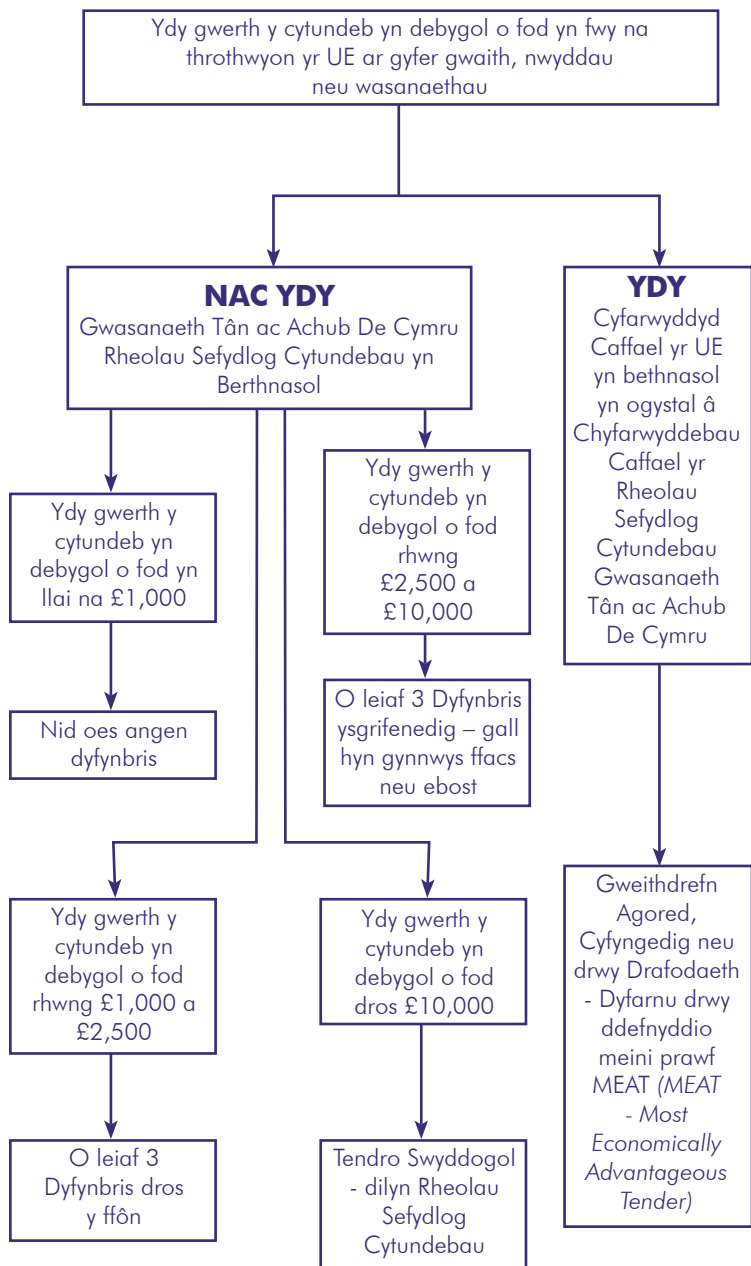 Ydy gwerth y cytundeb yn debygol o fod yn fwy na
throthwyon yr UE ar gyfer gwaith, nwyddau
neu wasanaethau
NAC YDY
Gwasanaeth Tân ac Achub De Cymru
Rheolau Sefydlog Cytundebau yn
Berthnasol
YDY
Cyfarwyddyd
Caffael yr UE
yn bethnasol
yn ogystal â
Chyfarwyddebau
Caffael yr
Rheolau
Sefydlog
Cytundebau
Gwasanaeth
Tân ac Achub
De Cymru
Ydy gwerth y
cytundeb yn
debygol o fod yn
llai na £1,000
Ydy gwerth y
cytundeb yn
debygol o fod
rhwng
£2,500 a
£10,000
Nid oes angen
dyfynbris
O leiaf 3 Dyfynbris
ysgrifenedig – gall
hyn gynnwys ffacs
neu ebost
Ydy gwerth y
cytundeb yn
debygol o fod
rhwng £1,000 a
£2,500
Ydy gwerth y
cytundeb yn
debygol o fod
dros £10,000
Gweithdrefn
Agored,
Cyfyngedig neu
drwy Drafodaeth
- Dyfarnu drwy
ddefnyddio
meini prawf
MEAT (MEAT
- Most
Economically
Advantageous
Tender)
O leiaf 3
Dyfynbris dros
y ffôn
Tendro Swyddogol
- dilyn Rheolau
Sefydlog
Cytundebau